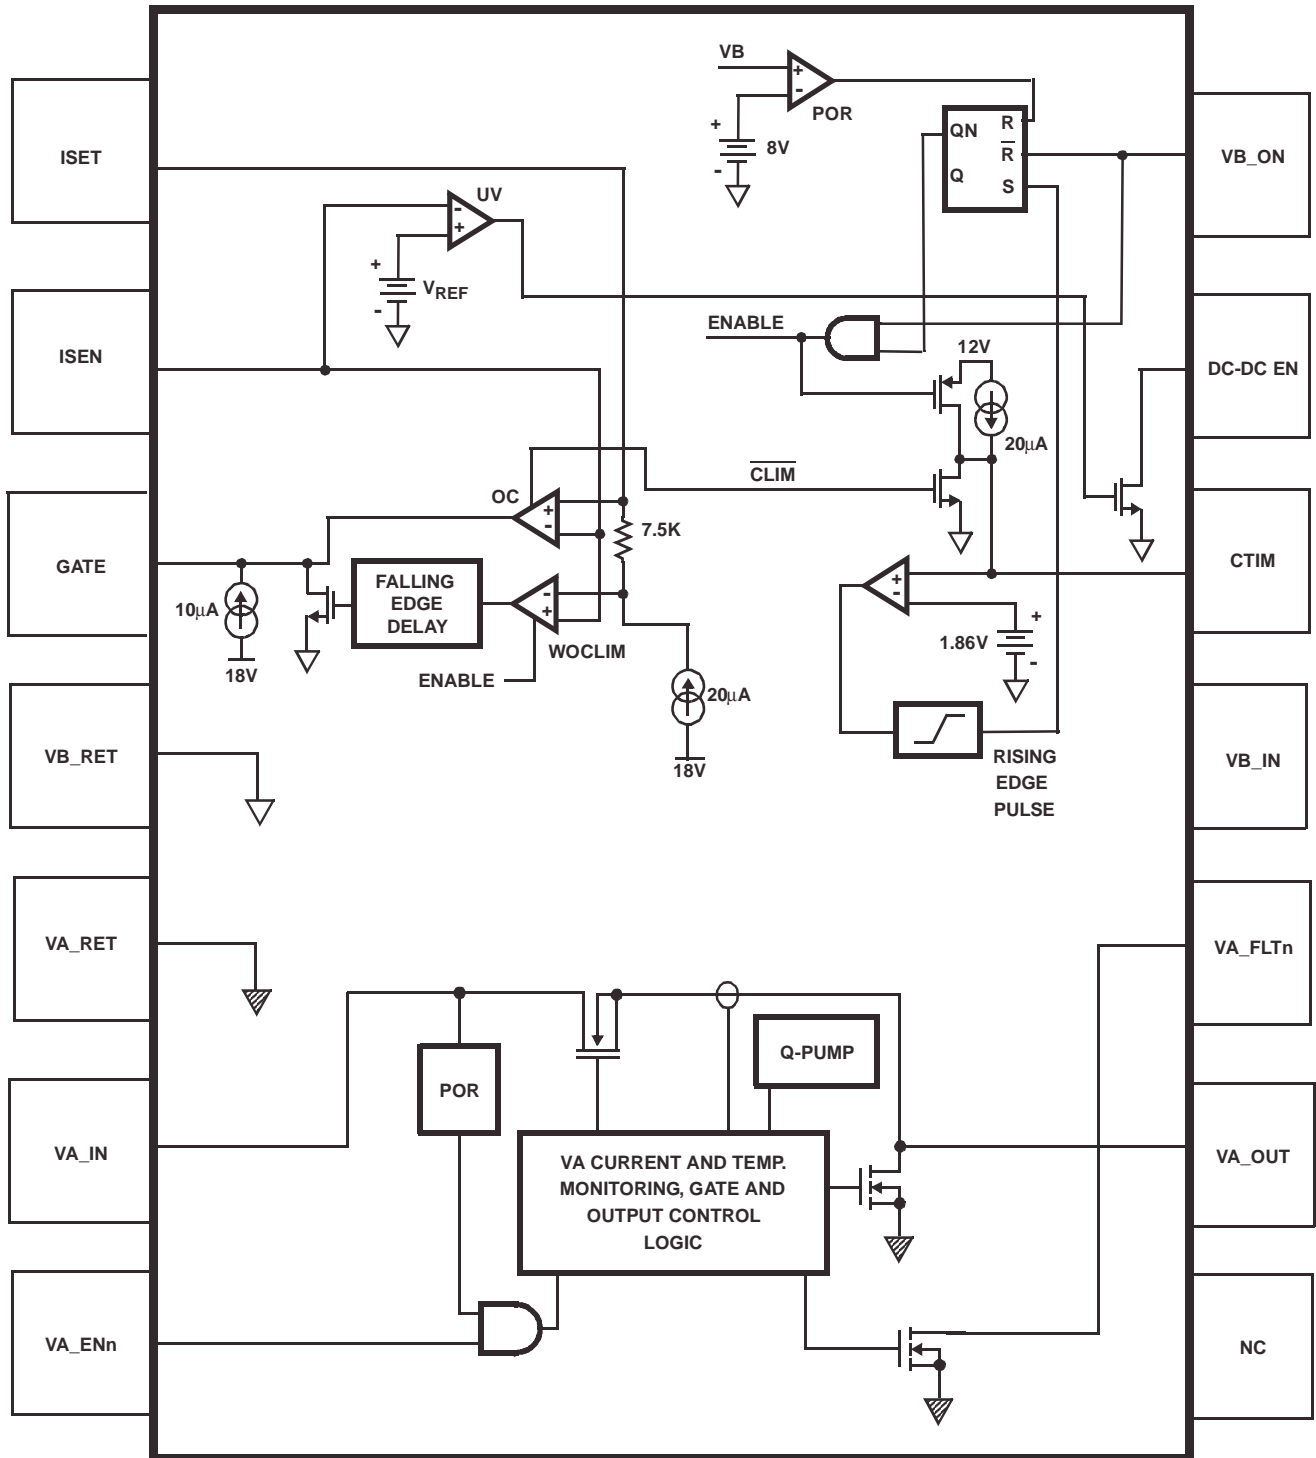 VB
+
-
POR
+
8V
-
QN
R
R
Q
S
ISET
VB_ON
UV
-
+
+
VREF
-
ENABLE
12V
ISEN
DC-DC EN
20μA
CLIM
OC
+
-
7.5K
GATE
CTIM
10μA
18V
FALLING
EDGE
DELAY
-
+
WOCLIM
ENABLE
+
-
+
1.86V
-
20μA
18V
RISING
EDGE
PULSE
VB_RET
VB_IN
VA_RET
VA_FLTn
POR
Q-PUMP
VA_IN
VA CURRENT AND TEMP.
MONITORING, GATE AND
OUTPUT CONTROL
LOGIC
VA_OUT
VA_ENn
NC